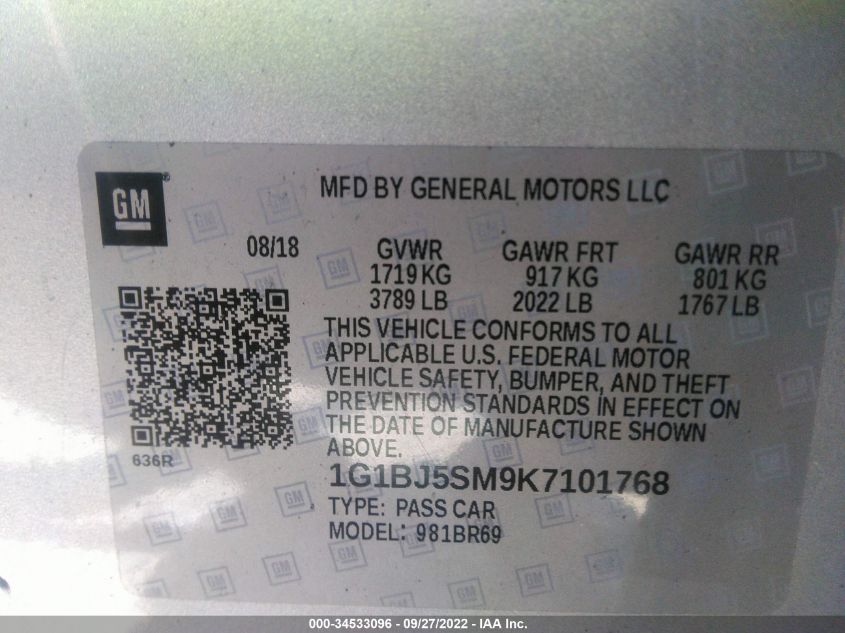 GM
MFD BY GENERAL MOTORS LLC
08/18 GVWR GAWR FRT GAWR RR
1719 KG 917 KG 801 KG
3789 LB 2022 LB 1767 LB
THIS VEHICLE CONFORMS TO ALL
APPLICABLE U.S. FEDERAL MOTOR
VEHICLE SAFETY, BUMPER, AND THEFT
PREVENTION STANDARDS IN EFFECT ON
THE DATE OF MANUFACTURE SHOWN
ABOVE.
636R
1G1BJ5SM9K7101768
TYPE: PASS CAR
MODEL: 981BR69
000-34533096 - 09/27/2022 - IAA Inc.